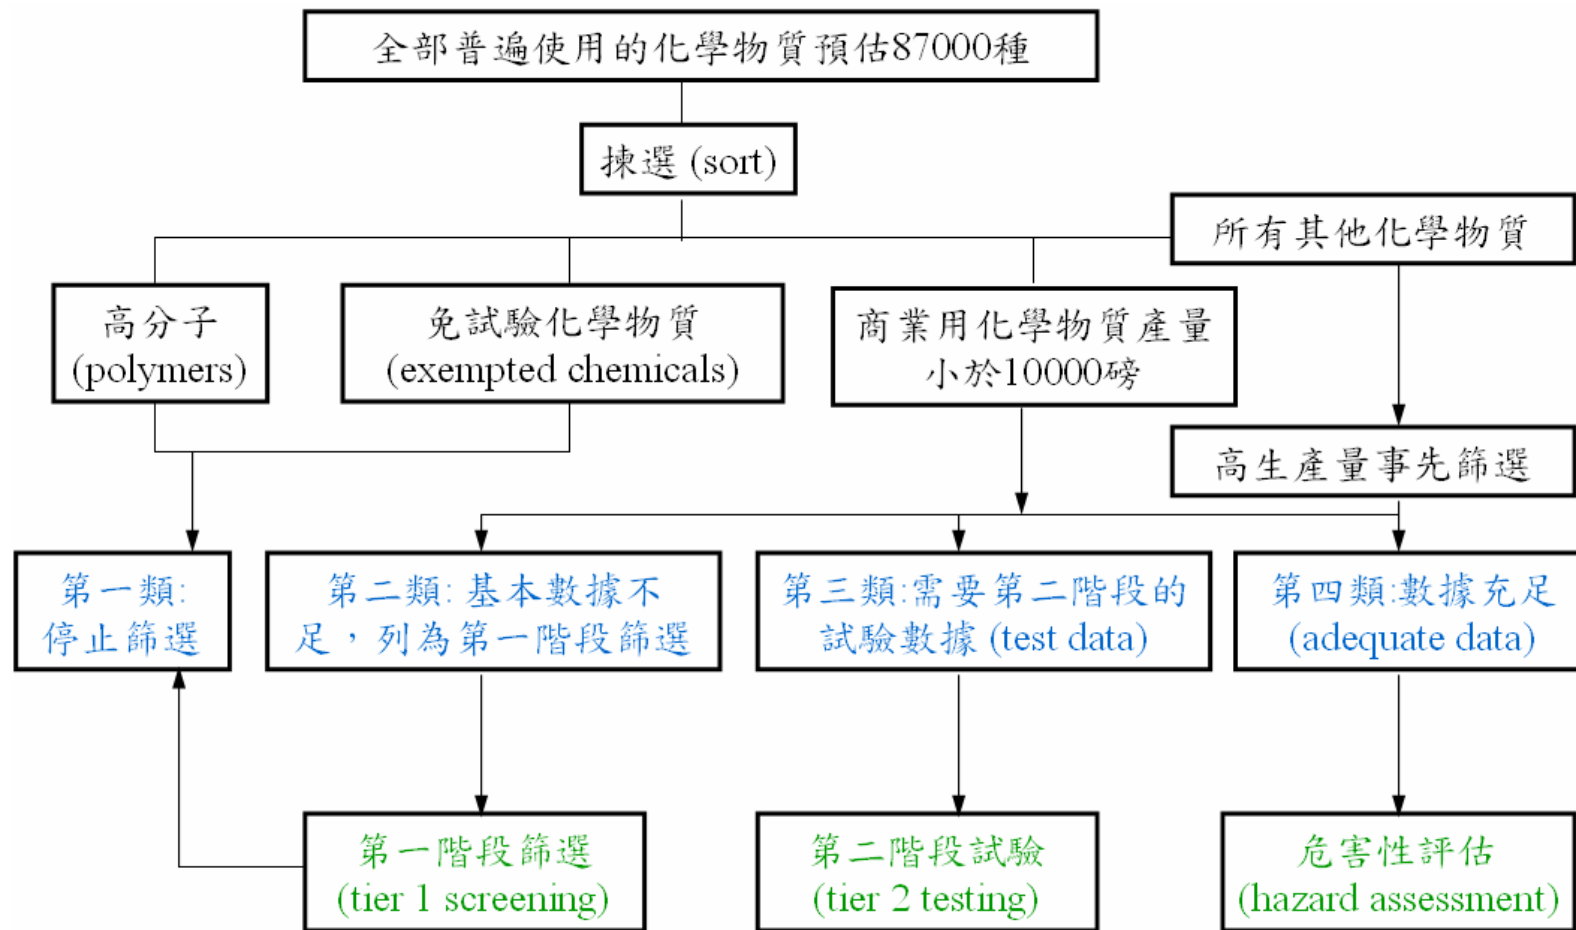 全部普遍使用的化學物質預估87000種
揀選 (sort)
所有其他化學物質
高分子
(polymers)
免試驗化學物質
(exempted chemicals)
商業用化學物質產量
小於10000磅
高生產量事先篩選
第一類:
停止篩選
第二類: 基本數據不
足，列為第一階段篩選
第三類:需要第二階段的
試驗數據 (test data)
第四類:數據充足
(adequate data)
第一階段篩選
(tier 1 screening)
第二階段試驗
(tier 2 testing)
危害性評估
(hazard assessment)